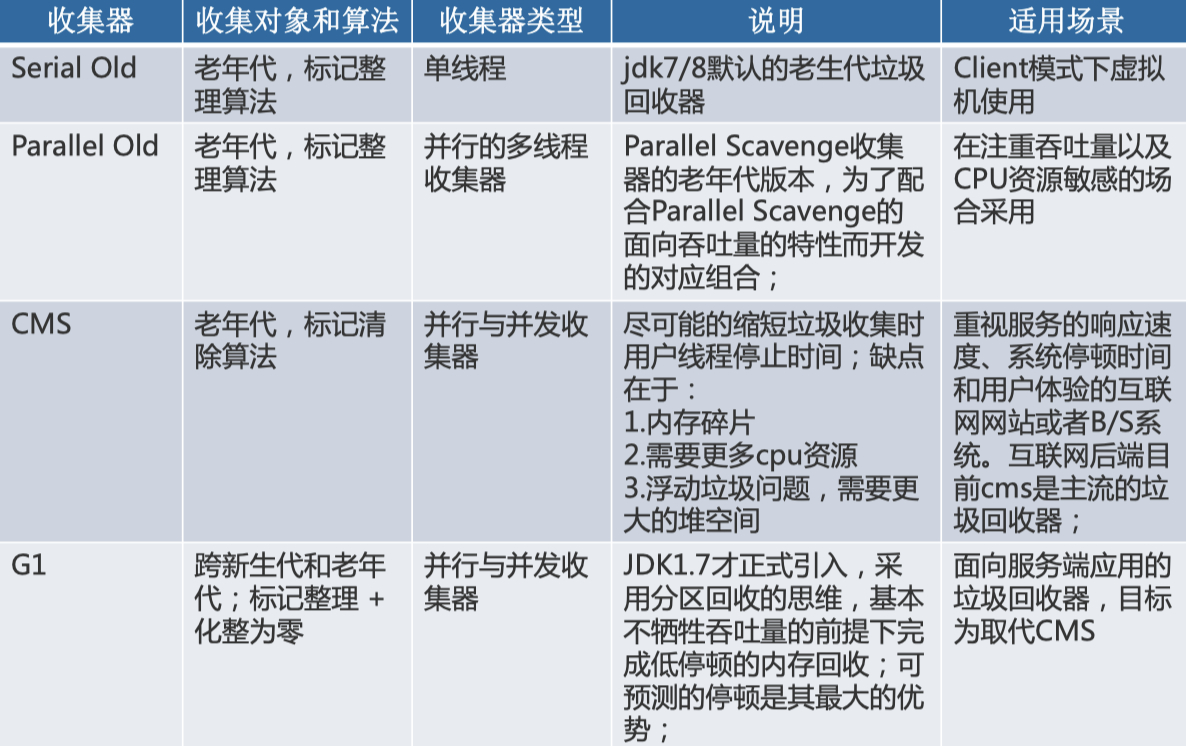 收集器
收集对象和算法
收集器类型
说明
适用场景
Serial Old
老年代，标记整
理算法
单线程
jdk7/8默认的老生代垃圾
回收器
Client模式下虚拟
机使用
Parallel Old
老年代，标记整
理算法
并行的多线程
收集器
Parallel Scavenge收集
器的老年代版本，为了配
合Parallel Scavenge的
面向吞吐量的特性而开发
的对应组合；
在注重吞吐量以及
CPU资源敏感的场
合采用
CMS
老年代，标记清
除算法
并行与并发收
集器
尽可能的缩短垃圾收集时
用户线程停止时间；缺点
在于：
1.内存碎片
2.需要更多cpu资源
3.浮动垃圾问题，需要更
大的堆空间
重视服务的响应速
度、系统停顿时间
和用户体验的互联
网网站或者B/S系
统。互联网后端目
前cms是主流的垃
圾回收器；
G1
跨新生代和老年
代；标记整理 +
化整为零
并行与并发收
集器
JDK1.7才正式引入，采
用分区回收的思维，基本
不牺牲吞吐量的前提下完
成低停顿的内存回收；可
预测的停顿是其最大的优
势；
面向服务端应用的
垃圾回收器，目标
为取代CMS